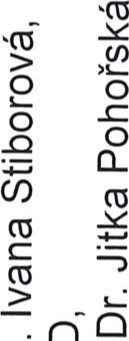 . Ivana Stiborová,
D,
Dr. Jitka Pohořská